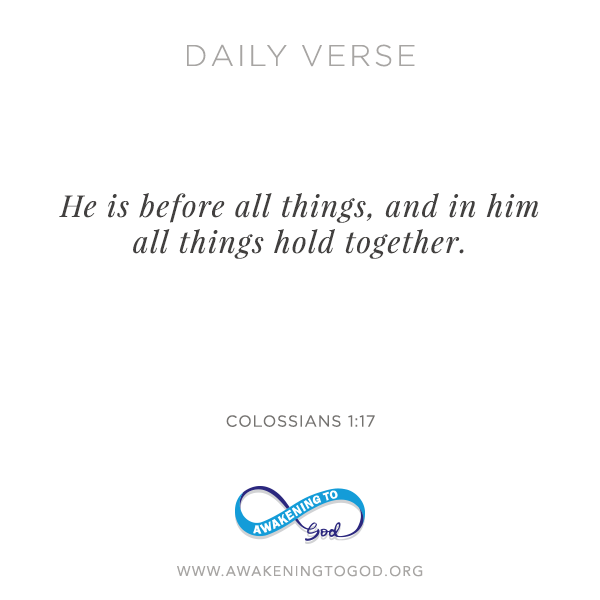 DAILY VERSE
He is before all things, and in him
all things hold together.
COLOSSIANS 1:17
AWAKENING TO
God
WWW.AWAKENINGTOGOD.ORG